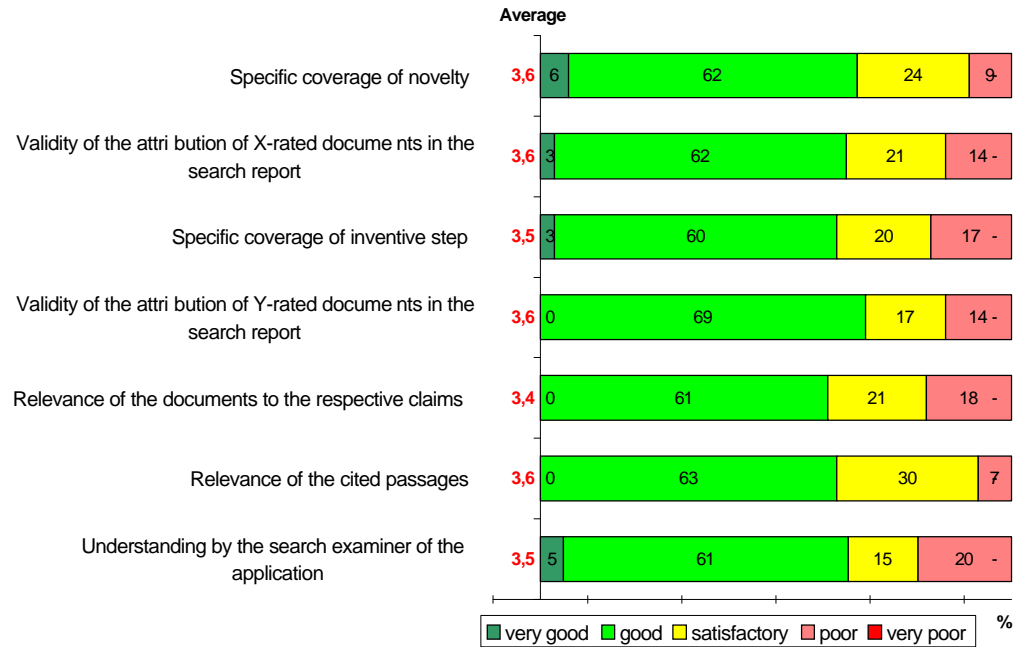 Average
Specific coverage of novelty 3,6 6 62 24 9-
Validity of the attri bution of X-rated docume nts in the
search report 3,6 3 62 21 14 -
Specific coverage of inventive step 3,5 3 60 20 17 -
Validity of the attri bution of Y-rated docume nts in the
search report 3,6 0 69 17 14 -
Relevance of the documents to the respective claims 3,4 0 61 21 18 -
Relevance of the cited passages 3,6 0 63 30 7-
Understanding by the search examiner of the
application 3,5 5 61 15 20 -
%
very good good satisfactory poor very poor